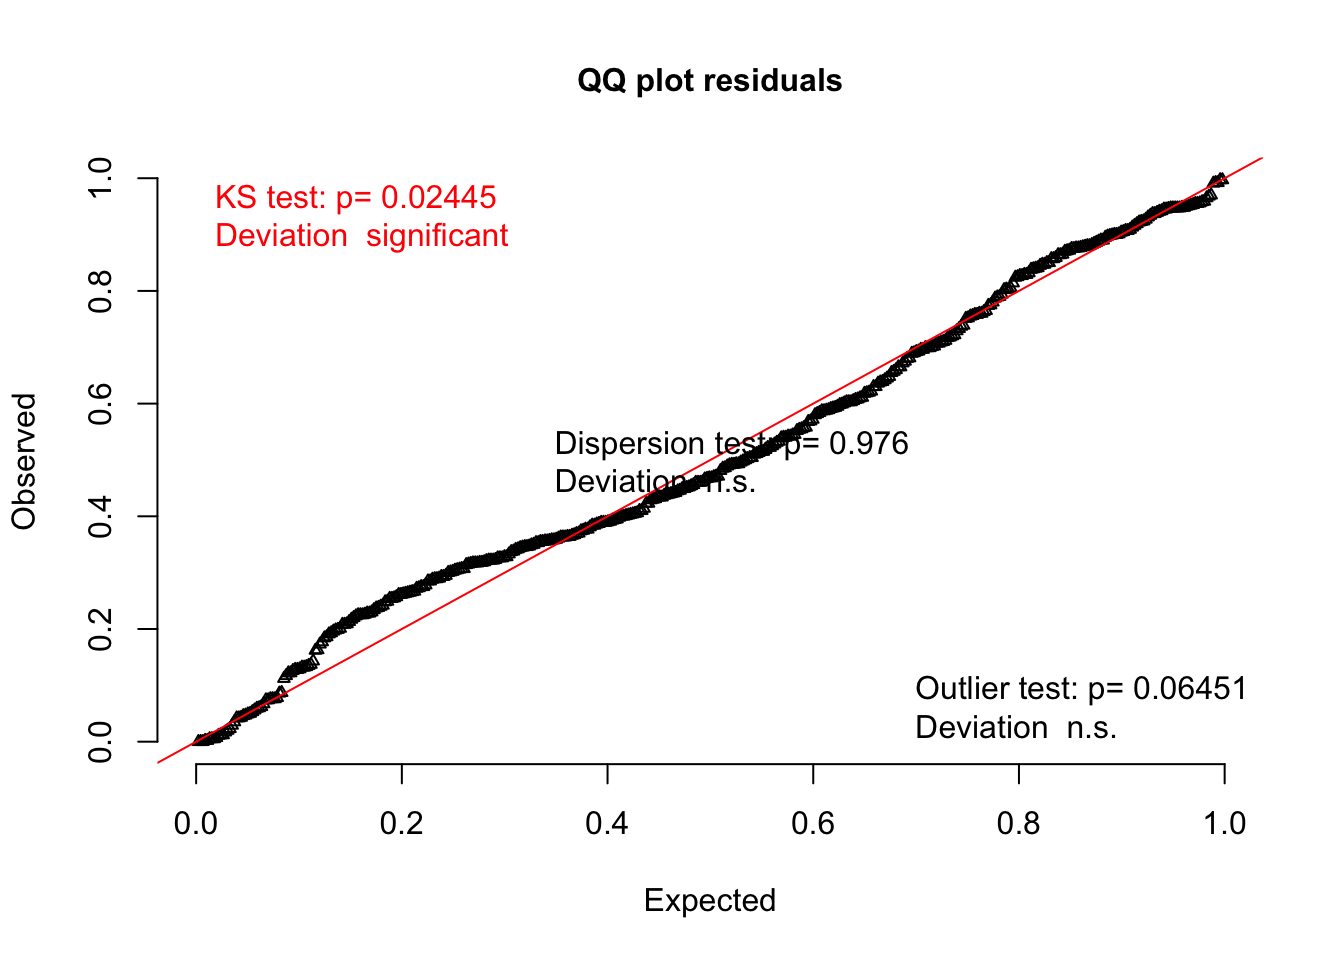 QQ plot residuals
KS test: p= 0.02445
Deviation  significant
Dispersion test: p= 0.976
Deviation  n.s.
Outlier test: p= 0.06451
Deviation  n.s.
Observed
0.0
0.2
0.4
0.6
0.8
1.0
0.0 0.2 0.4 0.6 0.8 1.0
Expected